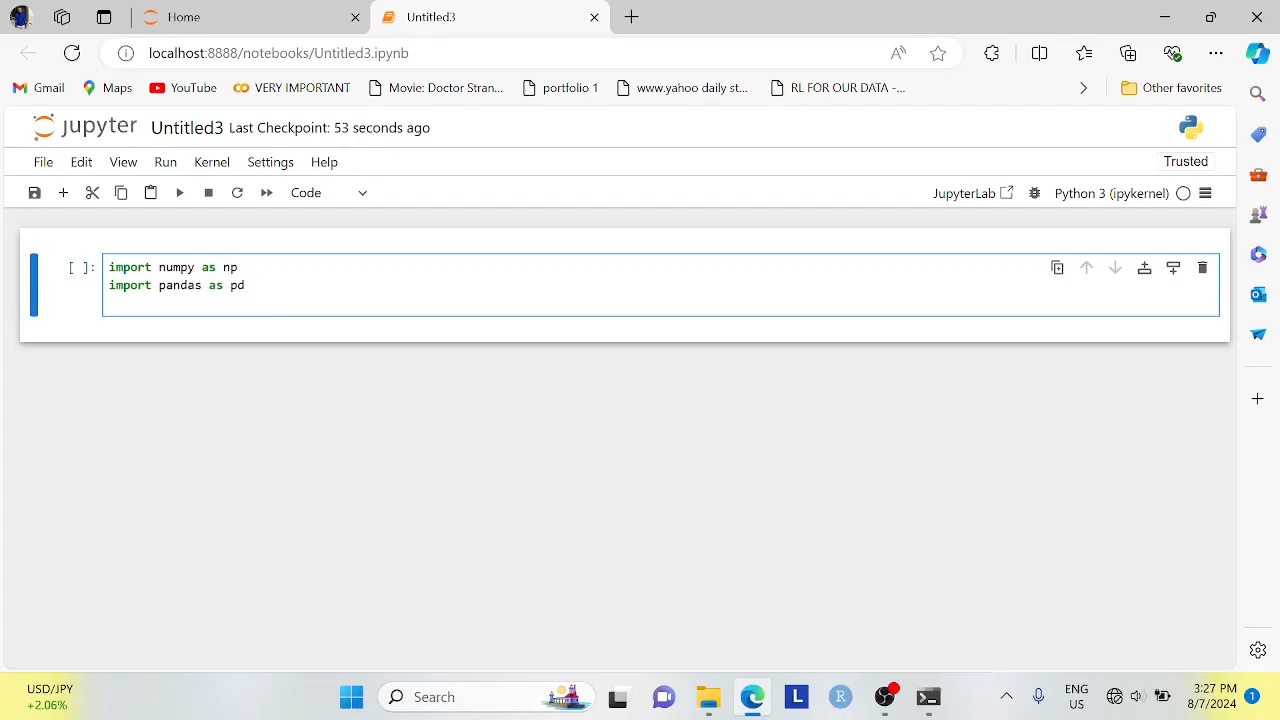 Home
Untitled3
localhost:8888/notebooks/Untitled3.ipynb
Gmail
Maps
YouTube
VERY IMPORTANT
Movie: Doctor Stran...
portfolio 1
www.yahoo daily st...
RL FOR OUR DATA -...
Other favorites
jupyter Untitled3 Last Checkpoint: 53 seconds ago
File Edit View Run Kernel Settings Help
Trusted
Code
JupyterLab
Python 3 (ipykernel)
[ ]: import numpy as np
import pandas as pd
USD/JPY
+2.06%
Search
L
R
ENG
US
3:27 PM
8/7/2024
1